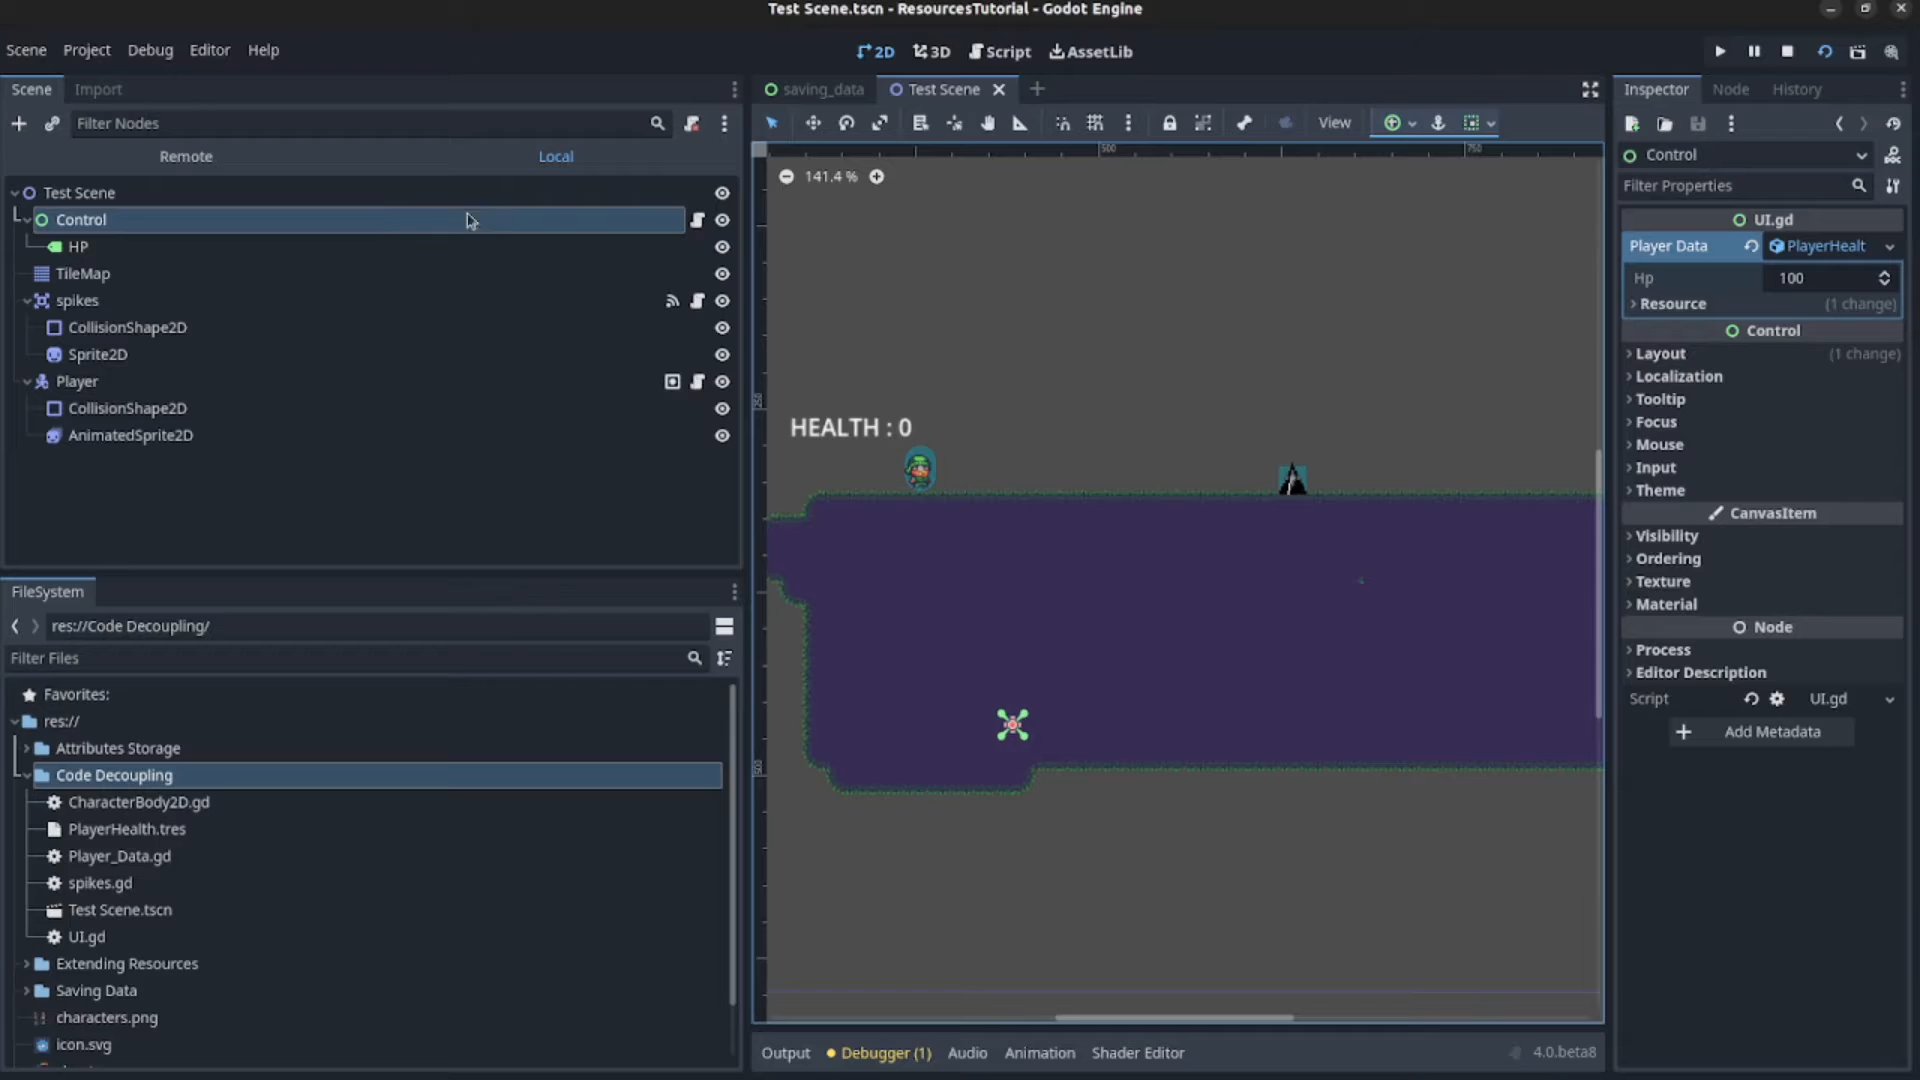 Test Scene.tscn - ResourcesTutorial - Godot Engine
Scene Project Debug Editor Help
2D 3D Script AssetLib
Scene Import
Filter Nodes
Remote Local
Test Scene
Control
HP
TileMap
spikes
CollisionShape2D
Sprite2D
Player
CollisionShape2D
AnimatedSprite2D
FileSystem
res://Code Decoupling/
Filter Files
Favorites:
res://
Attributes Storage
Code Decoupling
CharacterBody2D.gd
PlayerHealth.tres
Player_Data.gd
spikes.gd
Test Scene.tscn
UI.gd
Extending Resources
Saving Data
characters.png
icon.svg
saving_data Test Scene
View
500 750
141.4 %
250
HEALTH : 0
500
Output Debugger (1) Audio Animation Shader Editor 4.0.beta8
Inspector Node History
Control
Filter Properties
UI.gd
Player Data PlayerHealt
Hp 100
Resource (1 change)
Control
Layout (1 change)
Localization
Tooltip
Focus
Mouse
Input
Theme
CanvasItem
Visibility
Ordering
Texture
Material
Node
Process
Editor Description
Script UI.gd
Add Metadata